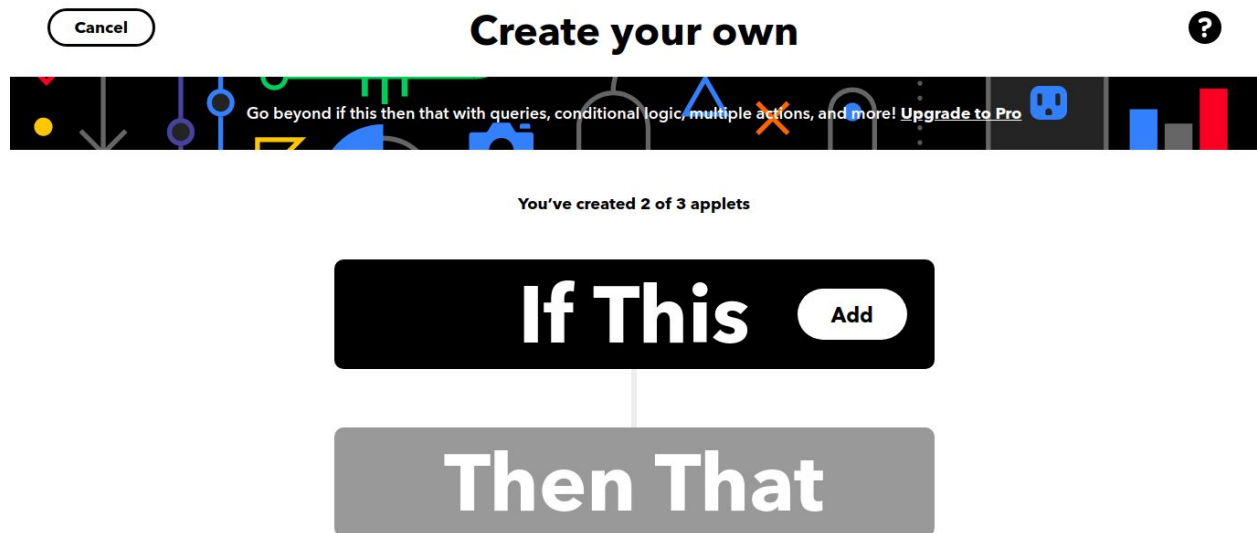 Cancel
Create your own
?
Go beyond if this then that with queries, conditional logic, multiple actions, and more! Upgrade to Pro
You’ve created 2 of 3 applets
If This
Add
Then That